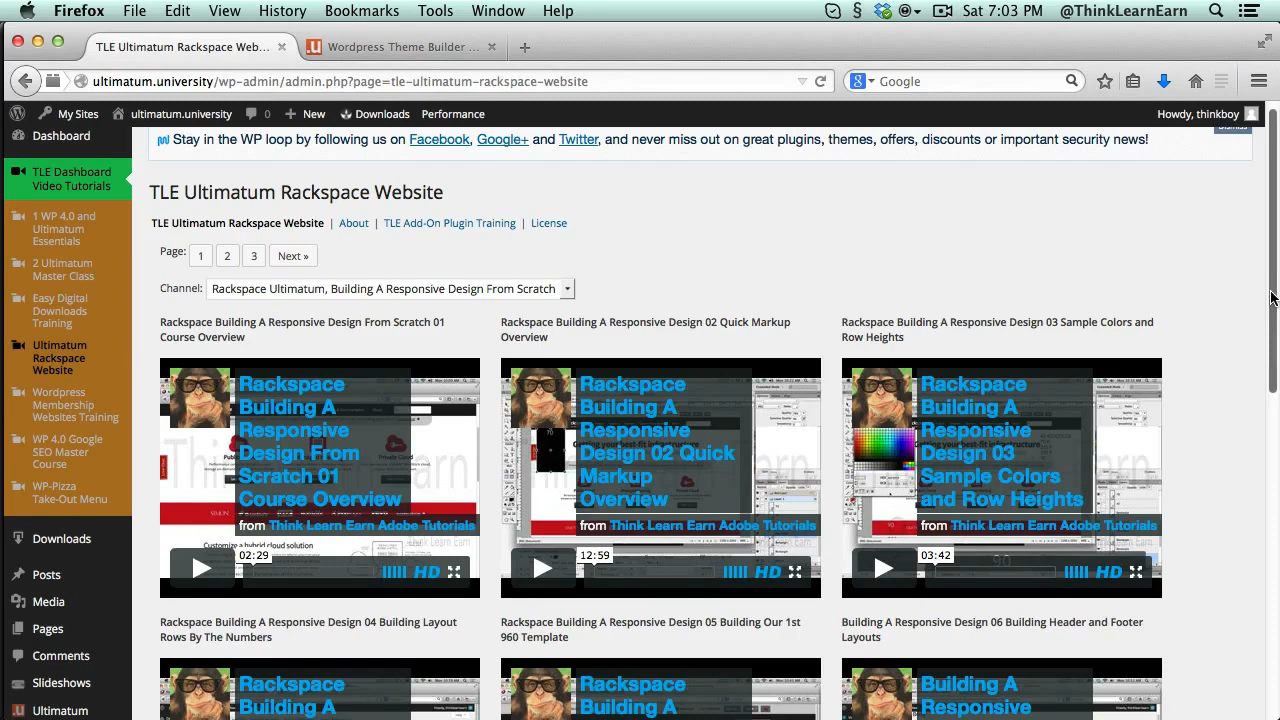 Firefox File Edit View History Bookmarks Tools Window Help Sat 7:03 PM @ThinkLearnEarn
TLE Ultimatum Rackspace Web... Wordpress Theme Builder ...
ultimatum.university/wp-admin/admin.php?page=tle-ultimatum-rackspace-website Google
My Sites ultimatum.university 0 New Downloads Performance Howdy, thinkboy
Dashboard
TLE Dashboard
Video Tutorials
1 WP 4.0 and
Ultimatum
Essentials
2 Ultimatum
Master Class
Easy Digital
Downloads
Training
Ultimatum
Rackspace
Website
Wordpress
Membership
Websites Training
WP 4.0 Google
SEO Master
Course
WP-Pizza
Take-Out Menu
Downloads
Posts
Media
Pages
Comments
Slideshows
Ultimatum
Dismiss
Stay in the WP loop by following us on Facebook, Google+ and Twitter, and never miss out on great plugins, themes, offers, discounts or important security news!
TLE Ultimatum Rackspace Website
TLE Ultimatum Rackspace Website | About | TLE Add-On Plugin Training | License
Page: 1 2 3 Next »
Channel: Rackspace Ultimatum, Building A Responsive Design From Scratch
Rackspace Building A Responsive Design From Scratch 01
Course Overview
Rackspace
Building A
Responsive
Design From
Scratch 01
Course Overview
from Think Learn Earn Adobe Tutorials
02:29
HD
Rackspace Building A Responsive Design 02 Quick Markup
Overview
Rackspace
Building A
Responsive
Design 02 Quick
Markup
Overview
from Think Learn Earn Adobe Tutorials
12:59
HD
Rackspace Building A Responsive Design 03 Sample Colors and
Row Heights
Rackspace
Building A
Responsive
Design 03
Sample Colors
and Row Heights
from Think Learn Earn Adobe Tutorials
03:42
HD
Rackspace Building A Responsive Design 04 Building Layout
Rows By The Numbers
Rackspace
Building A
Rackspace Building A Responsive Design 05 Building Our 1st
960 Template
Rackspace
Building A
Building A Responsive Design 06 Building Header and Footer
Layouts
Building A
Responsive